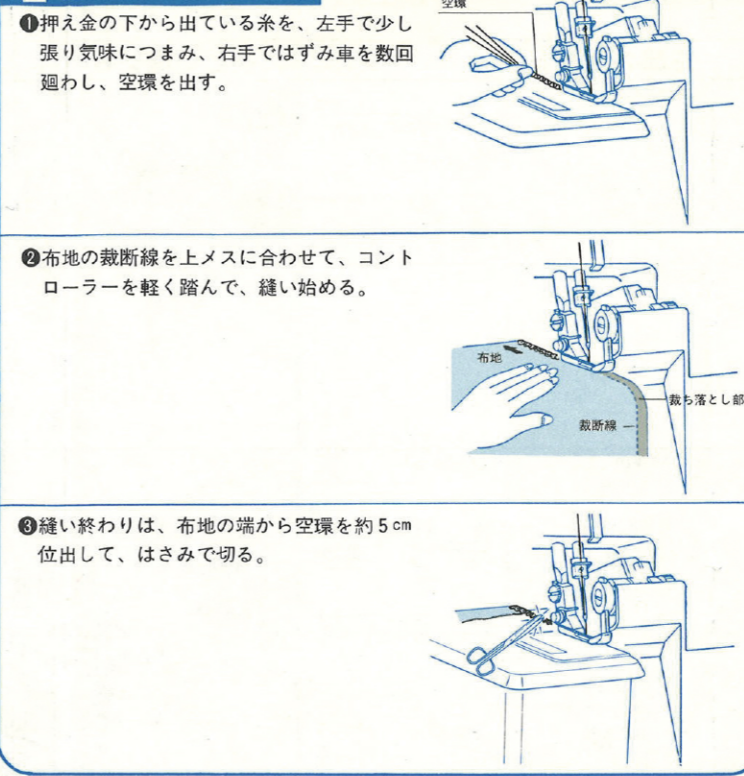 空環
❶押え金の下から出ている糸を、左手で少し
張り気味につまみ、右手ではずみ車を数回
廻わし、空環を出す。
❷布地の裁断線を上メスに合わせて、コント
ローラーを軽く踏んで、縫い始める。
布地
裁ち落とし部
裁断線
❸縫い終わりは、布地の端から空環を約5cm
位出して、はさみで切る。